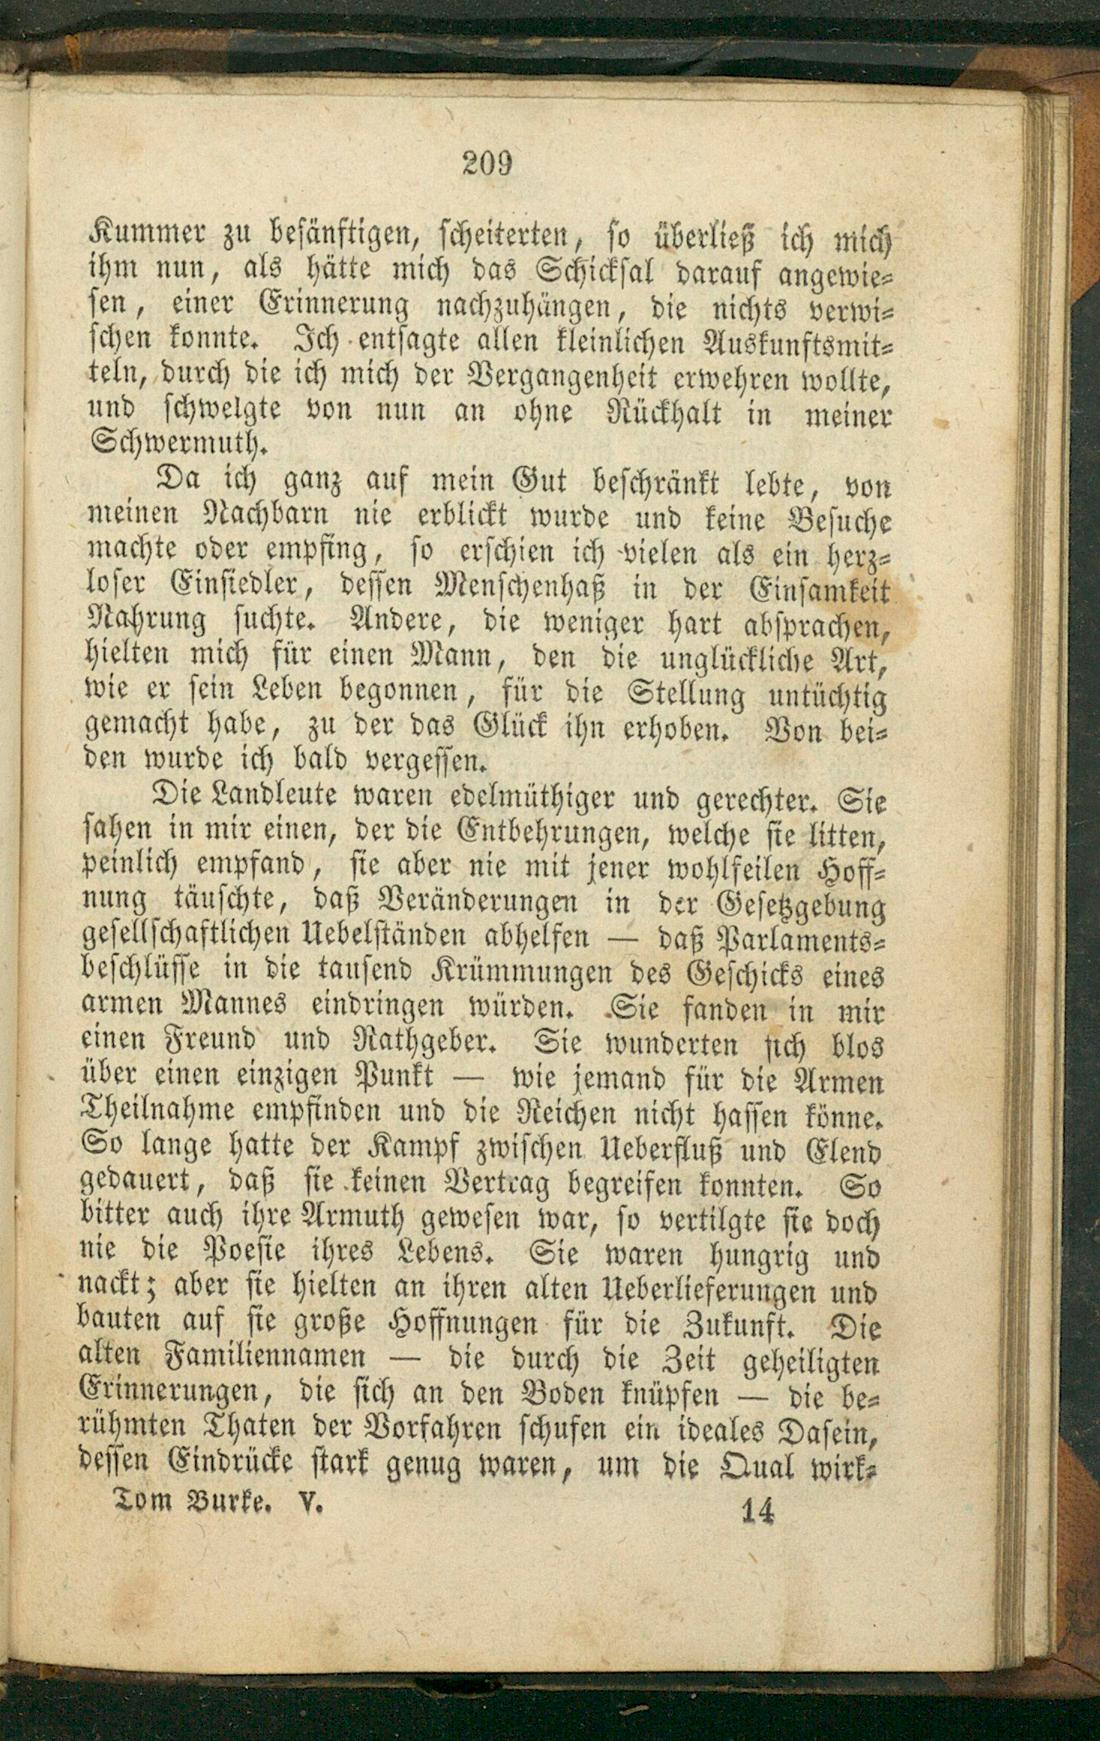 209
Kummer zu besänftigen, scheiterten, so überließ ich mich
ihm nun, als hätte mich das Schicksal darauf angewie-
sen, einer Erinnerung nachzuhängen, die nichts verwi-
schen konnte. Ich entsagte allen kleinlichen Auskunftsmit-
teln, durch die ich mich der Vergangenheit erwehren wollte,
und schwelgte von nun an ohne Rückhalt in meiner
Schwermuth.
Da ich ganz auf mein Gut beschränkt lebte, von
meinen Nachbarn nie erblickt wurde und keine Besuche
machte oder empfing, so erschien ich vielen als ein herz-
loser Einsiedler, dessen Menschenhaß in der Einsamkeit
Nahrung suchte. Andere, die weniger hart absprachen,
hielten mich für einen Mann, den die unglückliche Art,
wie er sein Leben begonnen, für die Stellung untüchtig
gemacht habe, zu der das Glück ihn erhoben. Von bei-
den wurde ich bald vergessen.
Die Landleute waren edelmüthiger und gerechter. Sie
sahen in mir einen, der die Entbehrungen, welche sie litten,
peinlich empfand, sie aber nie mit jener wohlfeilen Hoff-
nung täuschte, daß Veränderungen in der Gesetzgebung
gesellschaftlichen Uebelständen abhelfen — daß Parlaments-
beschlüsse in die tausend Krümmungen des Geschicks eines
armen Mannes eindringen würden. Sie fanden in mir
einen Freund und Rathgeber. Sie wunderten sich blos
über einen einzigen Punkt — wie jemand für die Armen
Theilnahme empfinden und die Reichen nicht hassen könne.
So lange hatte der Kampf zwischen Ueberfluß und Elend
gedauert, daß sie keinen Vertrag begreifen konnten. So
bitter auch ihre Armuth gewesen war, so vertilgte sie doch
nie die Poesie ihres Lebens. Sie waren hungrig und
nackt; aber sie hielten an ihren alten Ueberlieferungen und
bauten auf sie große Hoffnungen für die Zukunft. Die
alten Familiennamen — die durch die Zeit geheiligten
Erinnerungen, die sich an den Boden knüpfen — die be-
rühmten Thaten der Vorfahren schufen ein ideales Dasein,
dessen Eindrücke stark genug waren, um die Qual wirk-
Tom Burke. V. 14